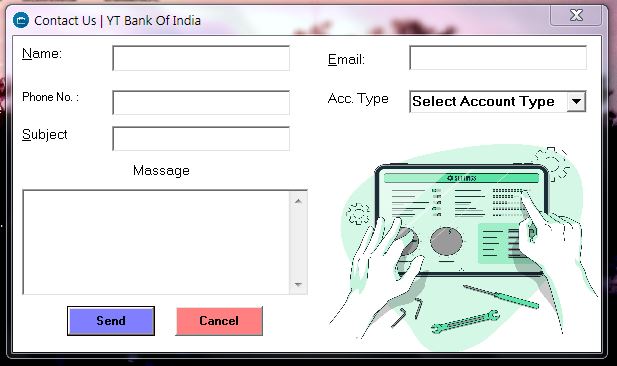 Contact Us | YT Bank Of India
Name:
Email:
Phone No. :
Acc. Type
Select Account Type
Subject
Massage
SETTINGS
Send
Cancel